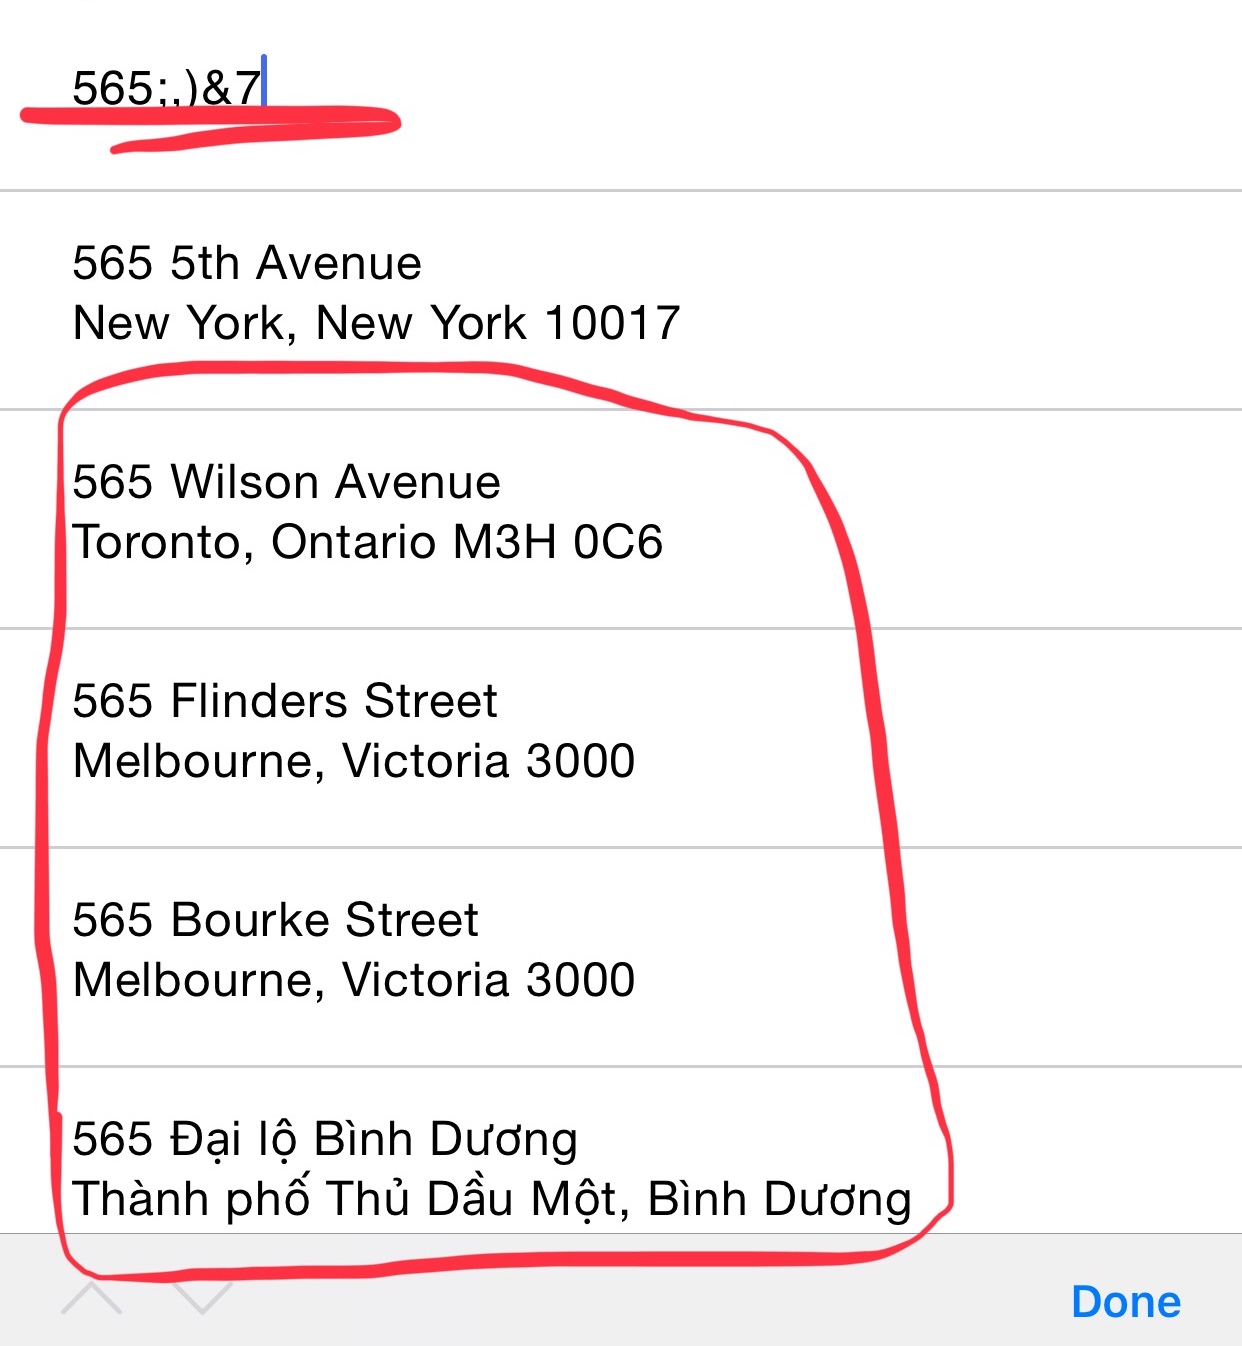 565;,)&7
565 5th Avenue
New York, New York 10017
565 Wilson Avenue
Toronto, Ontario M3H 0C6
565 Flinders Street
Melbourne, Victoria 3000
565 Bourke Street
Melbourne, Victoria 3000
565 Đại lộ Bình Dương
Thành phố Thủ Dầu Một, Bình Dương
Done